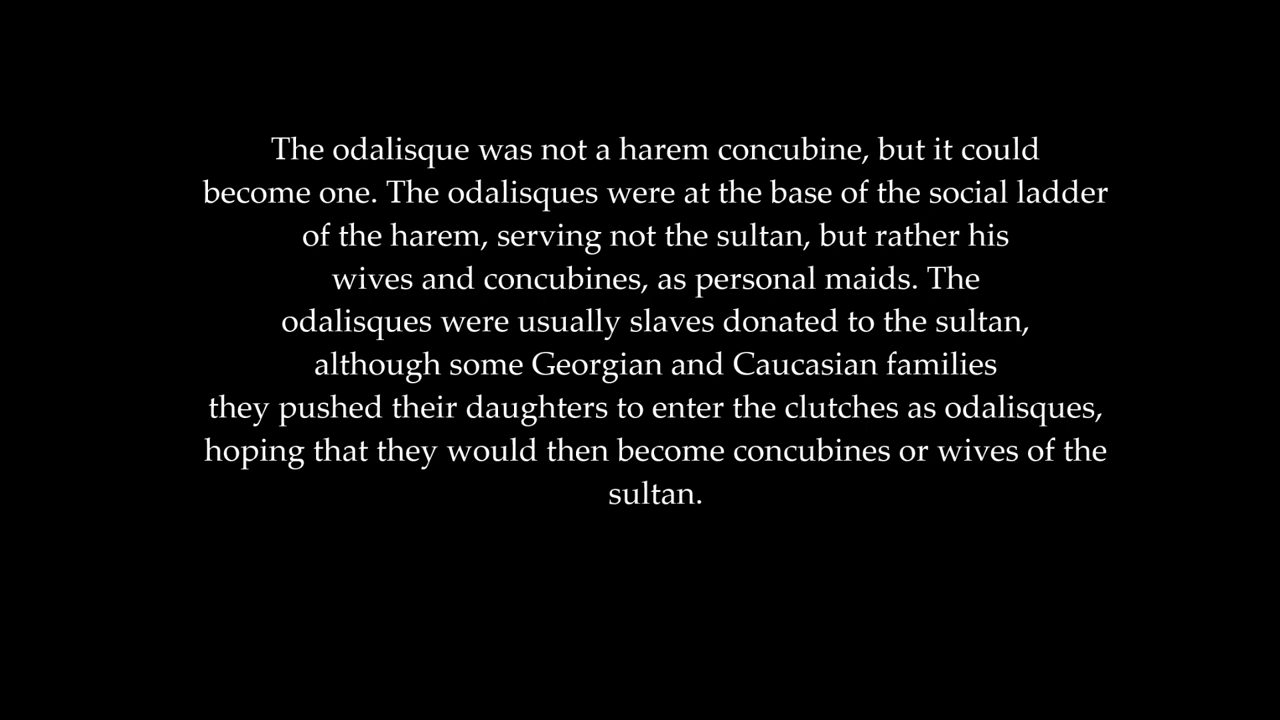 The odalisque was not a harem concubine, but it could
become one. The odalisques were at the base of the social ladder
of the harem, serving not the sultan, but rather his
wives and concubines, as personal maids. The
odalisques were usually slaves donated to the sultan,
although some Georgian and Caucasian families
they pushed their daughters to enter the clutches as odalisques,
hoping that they would then become concubines or wives of the
sultan.